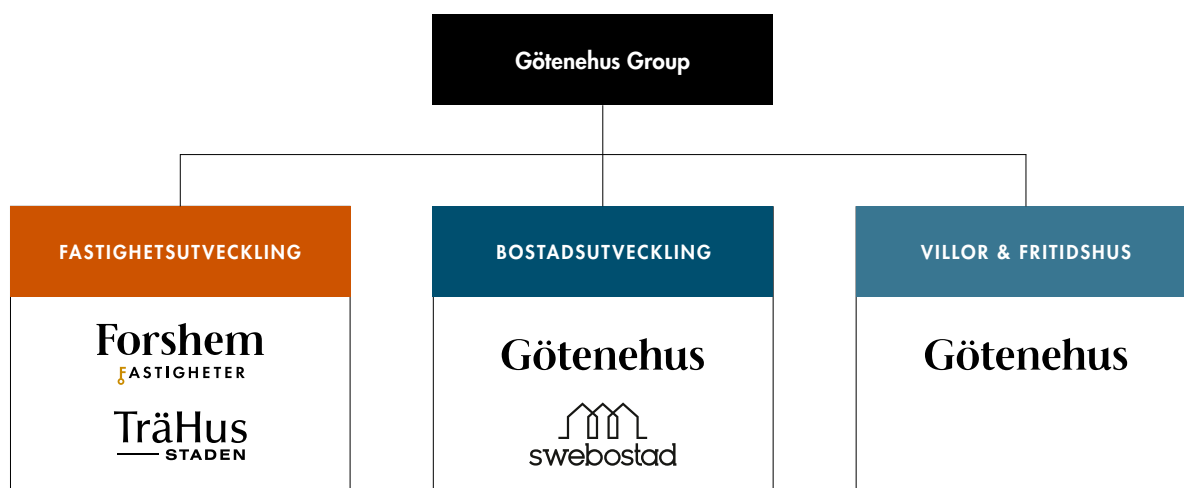 Götenehus Group
FASTIGHETSUTVECKLING
BOSTADSUTVECKLING
VILLOR & FRITIDSHUS
Forshem
FASTIGHETER
TräHus
STADEN
Götenehus
swebostad
Götenehus